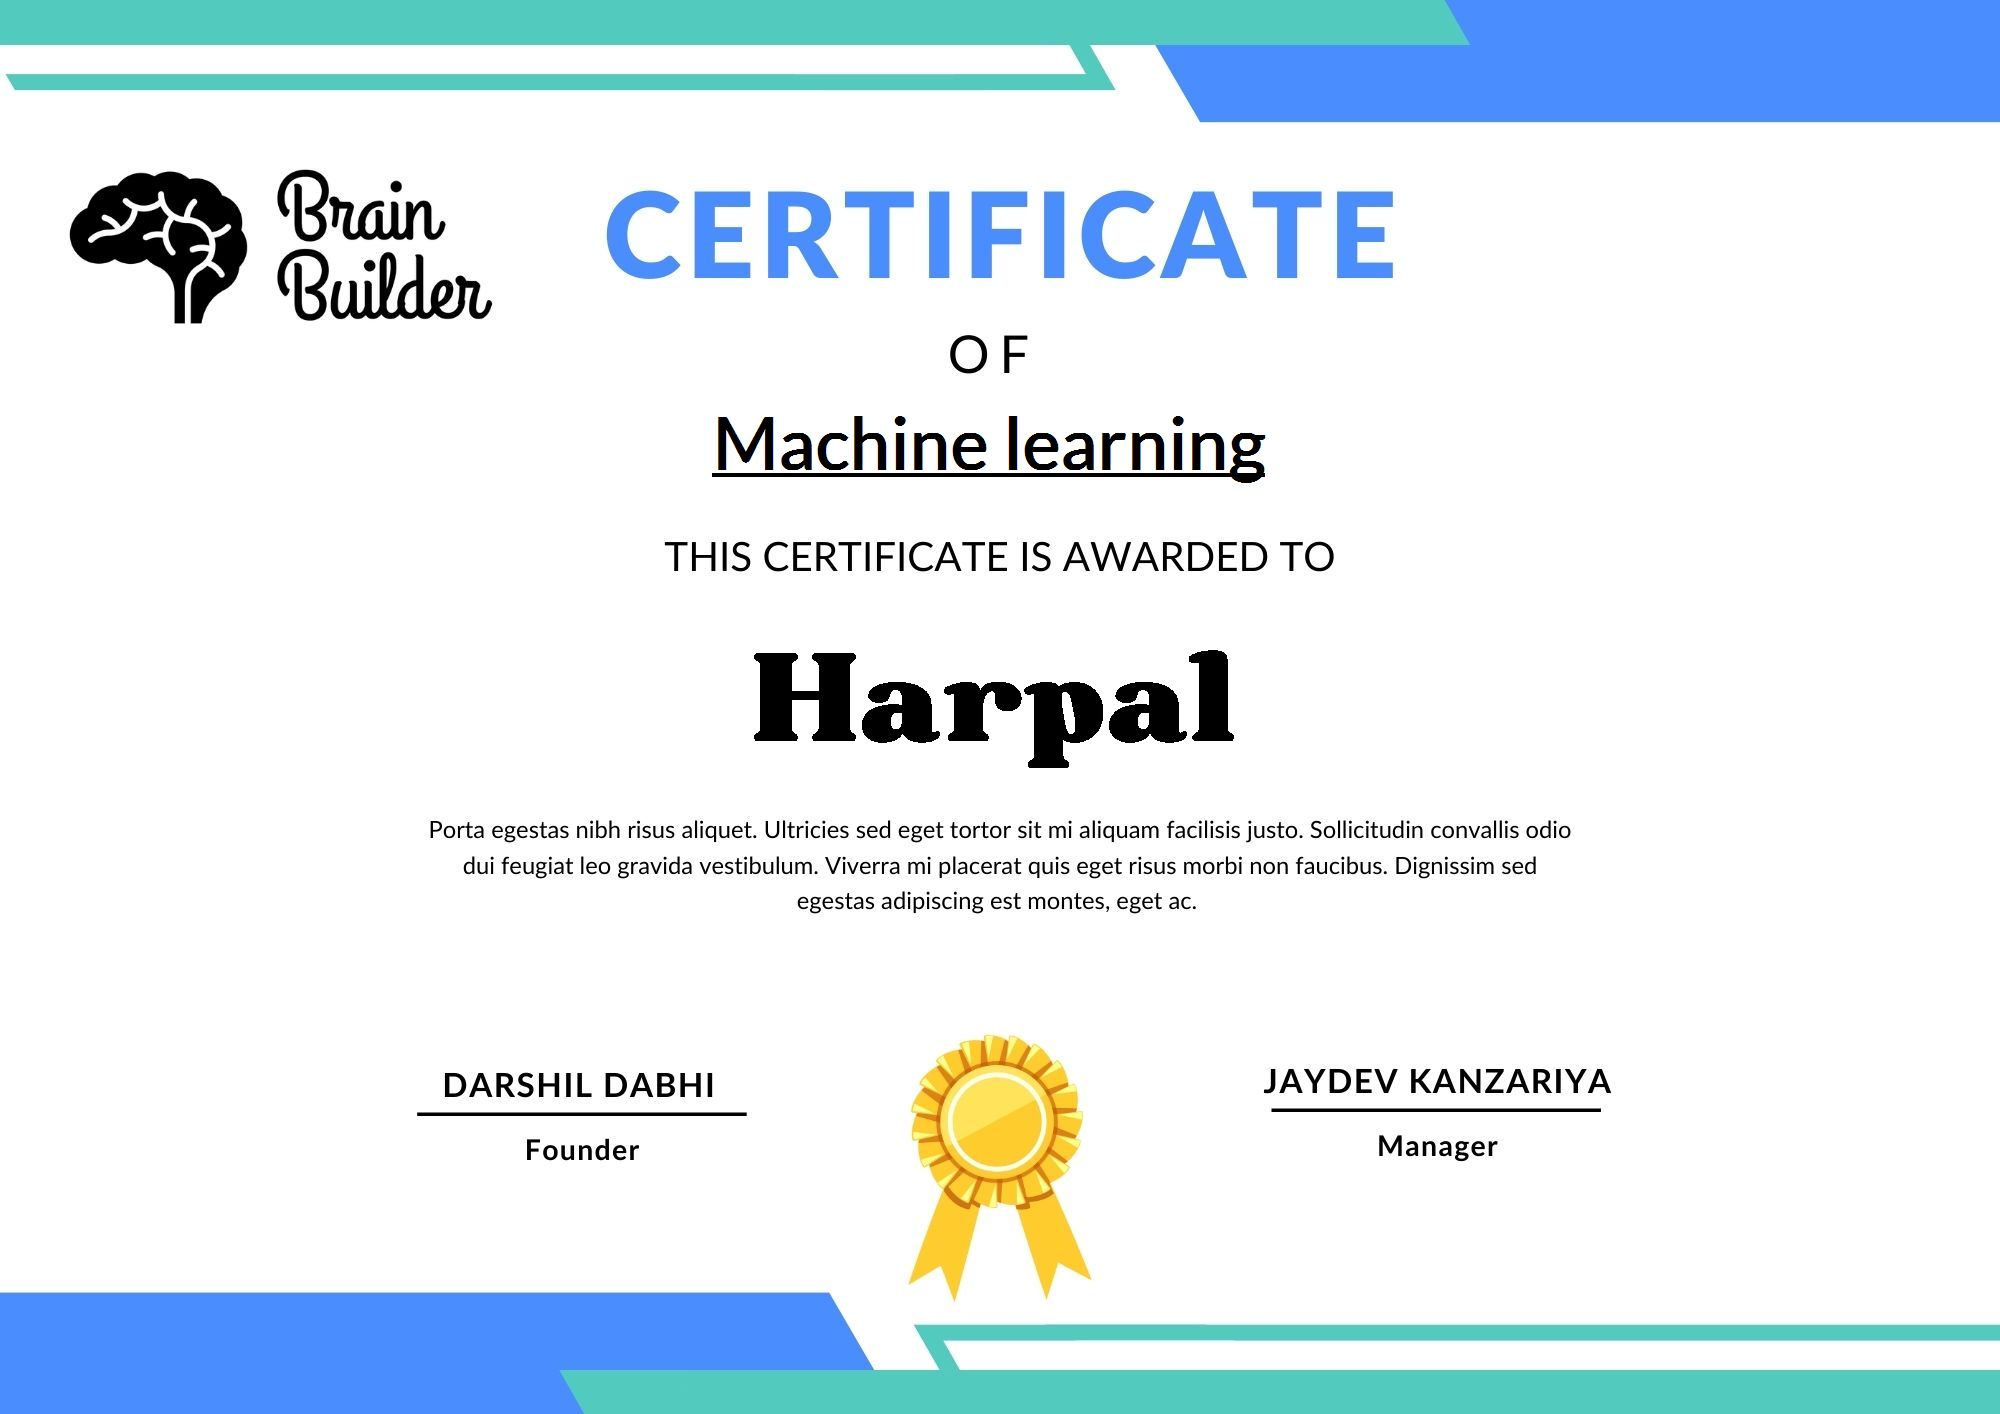 Brain
Builder
CERTIFICATE
OF
Machine learning
THIS CERTIFICATE IS AWARDED TO
Harpal
Porta egestas nibh risus aliquet. Ultricies sed eget tortor sit mi aliquam facilisis justo. Sollicitudin convallis odio
dui feugiat leo gravida vestibulum. Viverra mi placerat quis eget risus morbi non faucibus. Dignissim sed
egestas adipiscing est montes, eget ac.
DARSHIL DABHI
Founder
JAYDEV KANZARIYA
Manager